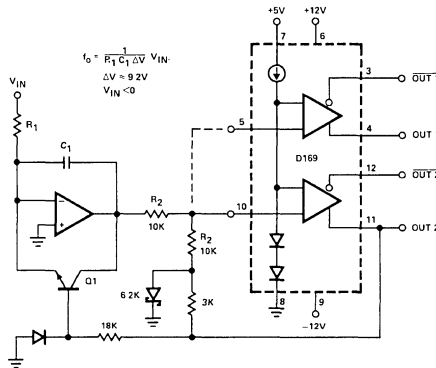 +5V +12V
7 6
f₀ = 1 / R₁ C₁ ΔV V_IN.
ΔV ≈ 9 2V
V_IN <0
V_IN
R₁
C₁
−
+
Q1
R₂
10K
R₂
10K
6 2K
3K
18K
5
10
D169
3 OUT
4 OUT
12 OUT 2
11 OUT 2
8 9
−12V